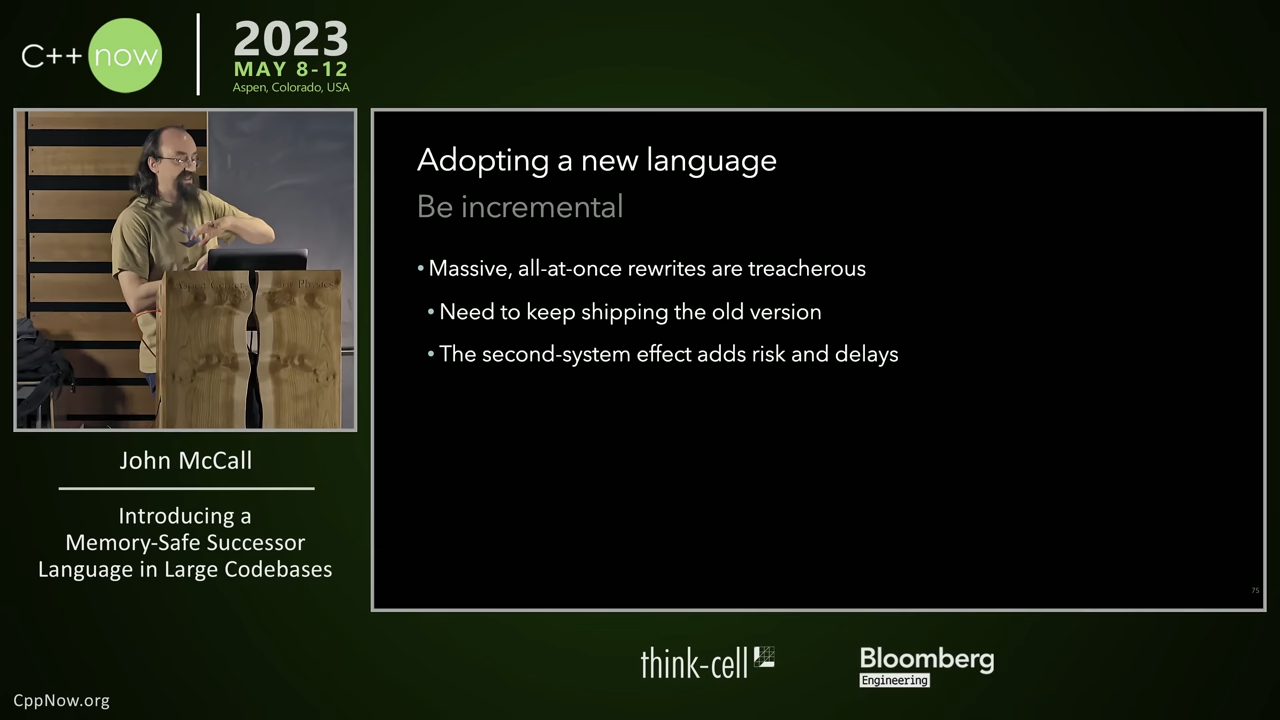 C++ now
2023
MAY 8-12
Aspen, Colorado, USA
Adopting a new language
Be incremental
• Massive, all-at-once rewrites are treacherous
• Need to keep shipping the old version
• The second-system effect adds risk and delays
75
John McCall
Introducing a
Memory-Safe Successor
Language in Large Codebases
think-cell
Bloomberg
Engineering
CppNow.org